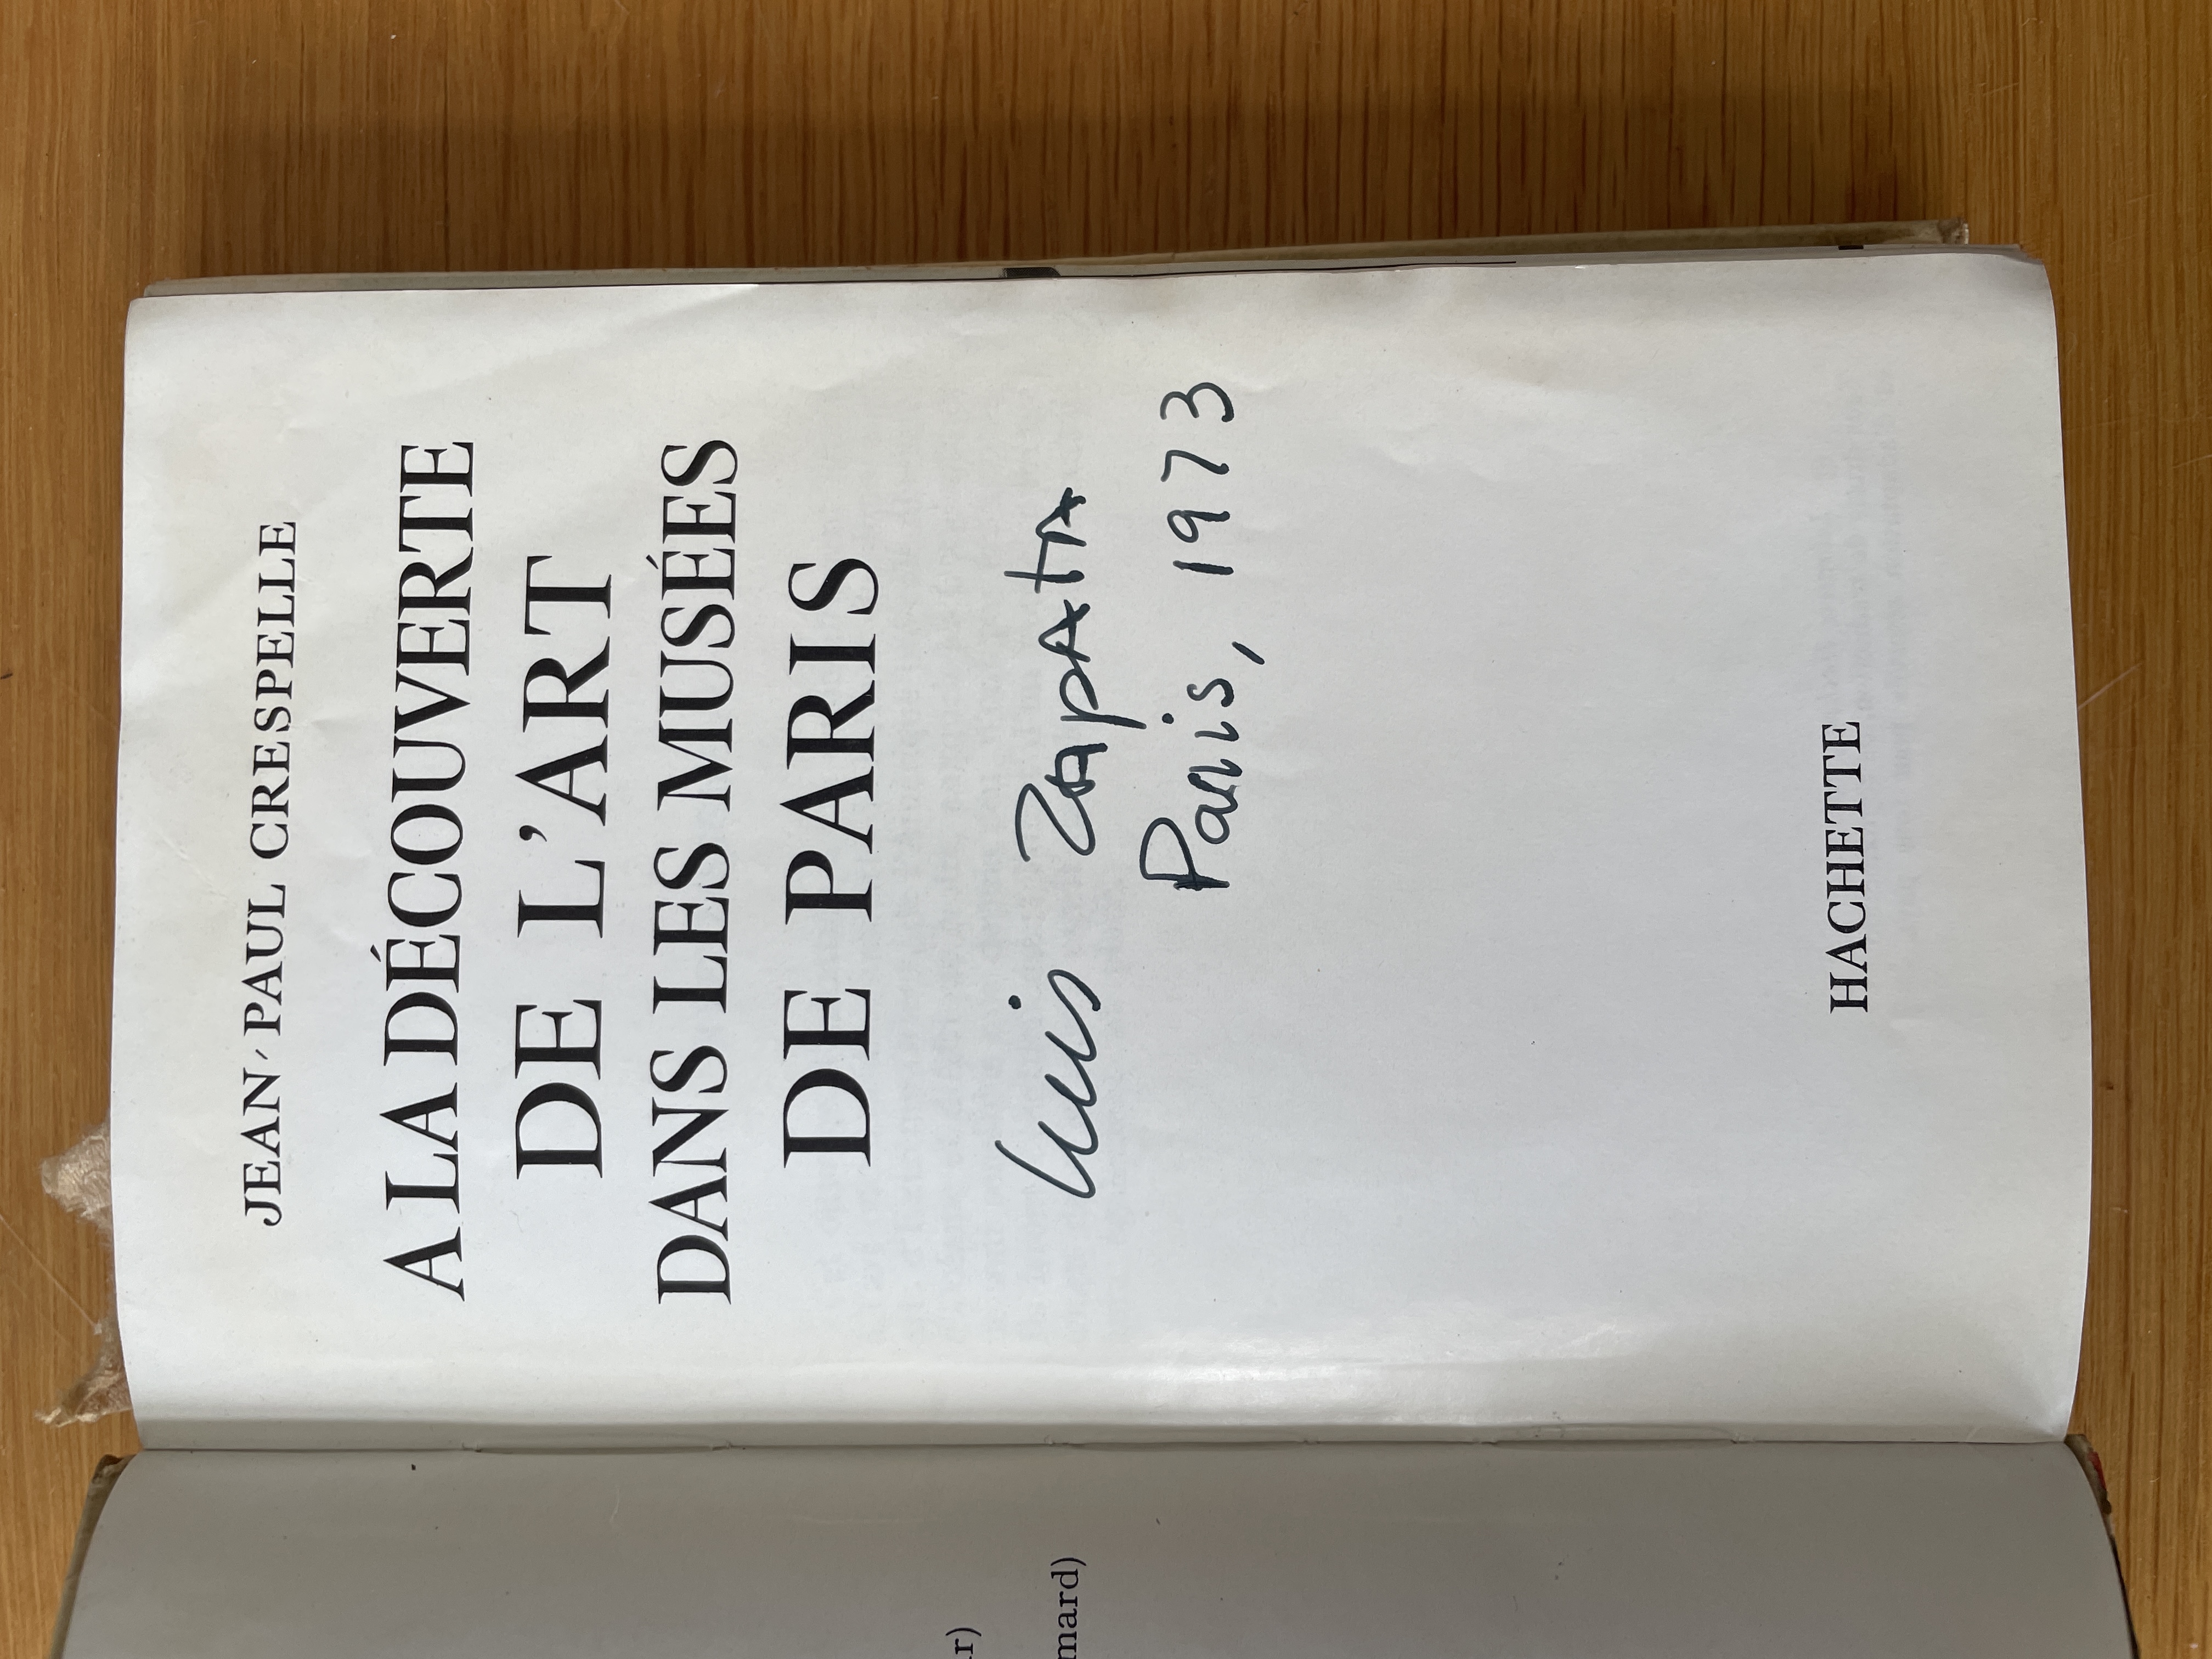 r)
mard)
JEAN-PAUL CRESPELLE
A LA DÉCOUVERTE
DE L'ART
DANS LES MUSÉES
DE PARIS
Luis Zapata
Paris, 1973
HACHETTE